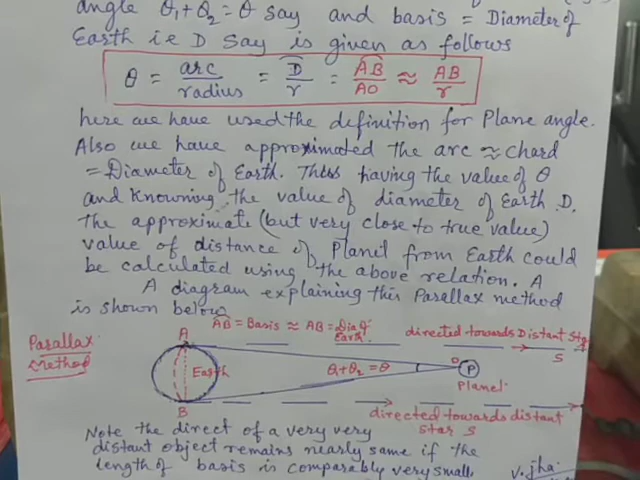 angle θ₁+θ₂=θ say and basis = Diameter of
Earth i.e D say is given as follows
θ = arc/radius = D/r = AB/AO ≈ AB/r
here we have used the definition for Plane angle.
Also we have approximated the arc ≈ chord
= Diameter of Earth. Thus having the value of θ
and Knowning the value of diameter of Earth D.
The approximate (but very close to true value)
value of distance of Planet from Earth could
be calculated using the above relation. A
A diagram explaining this Parallax method
is shown below
AB = Basis ≈ AB = Dia of Earth.
directed towards Distant Sta
S
Parallax
Method
A
Earth
B
θ₁+θ₂=θ
O
P
Planet
directed towards distant
star S
Note the direct of a very very
distant object remains nearly same if the
length of basis is comparably very small.
v. jha.